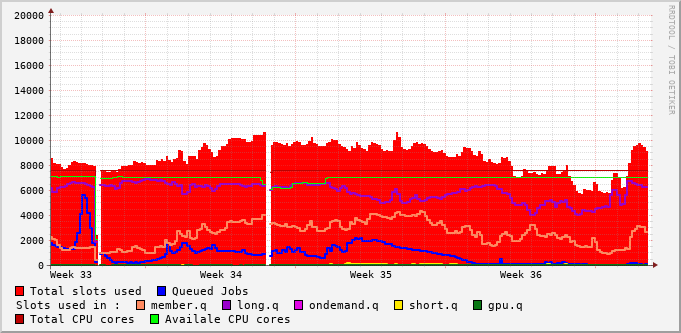 20000
18000
16000
14000
12000
10000
8000
6000
4000
2000
0
Week 33 Week 34 Week 35 Week 36
Total slots used Queued Jobs
Slots used in : member.q long.q ondemand.q short.q gpu.q
Total CPU cores Availale CPU cores
RRDTOOL / TOBI OETIKER